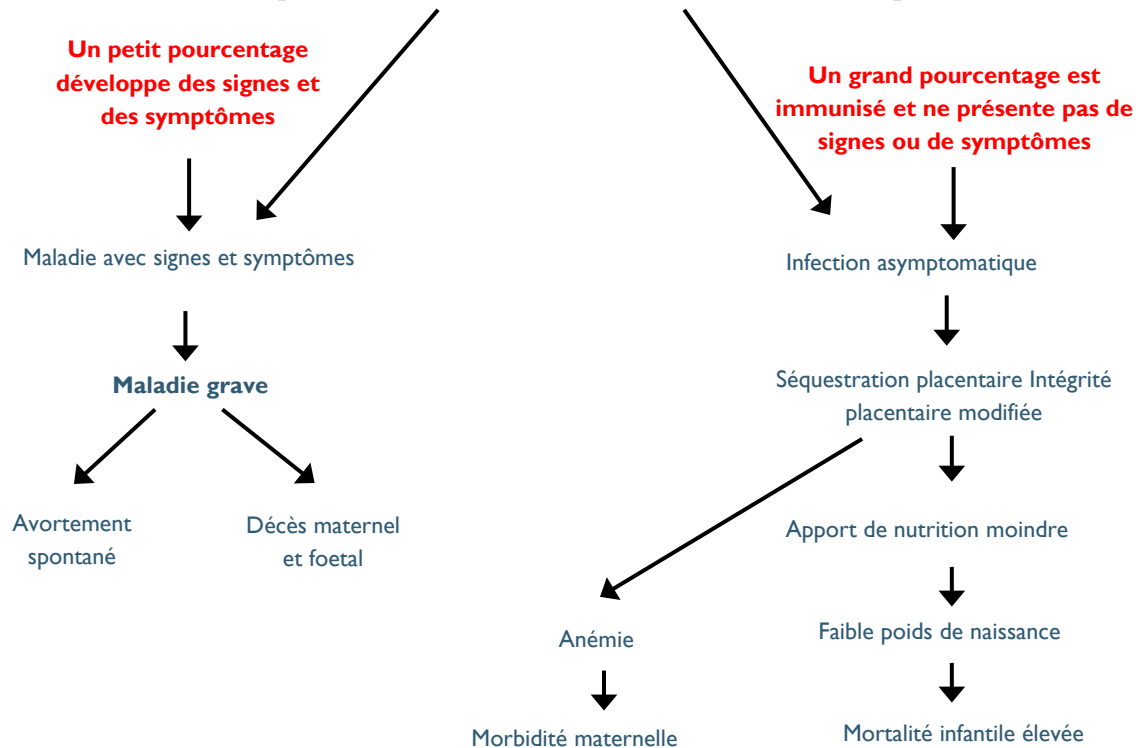 Un petit pourcentage
développe des signes et
des symptômes
Un grand pourcentage est
immunisé et ne présente pas de
signes ou de symptômes
Maladie avec signes et symptômes
Infection asymptomatique
Maladie grave
Séquestration placentaire Intégrité
placentaire modifiée
Avortement
spontané
Décès maternel
et foetal
Apport de nutrition moindre
Anémie
Faible poids de naissance
Morbidité maternelle
Mortalité infantile élevée